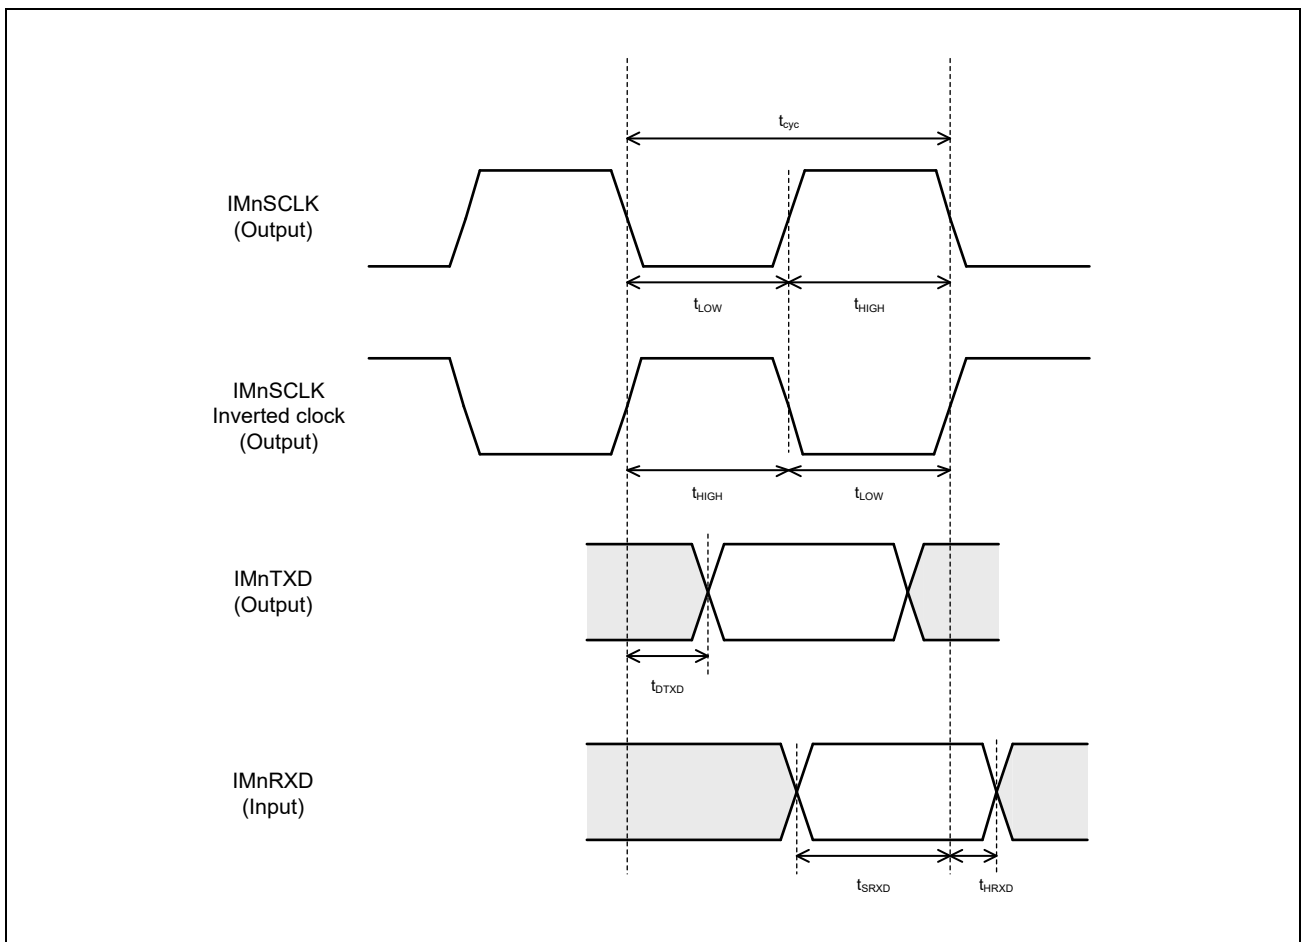 tcyc
IMnSCLK
(Output)
tLOW
tHIGH
IMnSCLK
Inverted clock
(Output)
tHIGH
tLOW
IMnTXD
(Output)
tDTXD
IMnRXD
(Input)
tSRXD
tHRXD